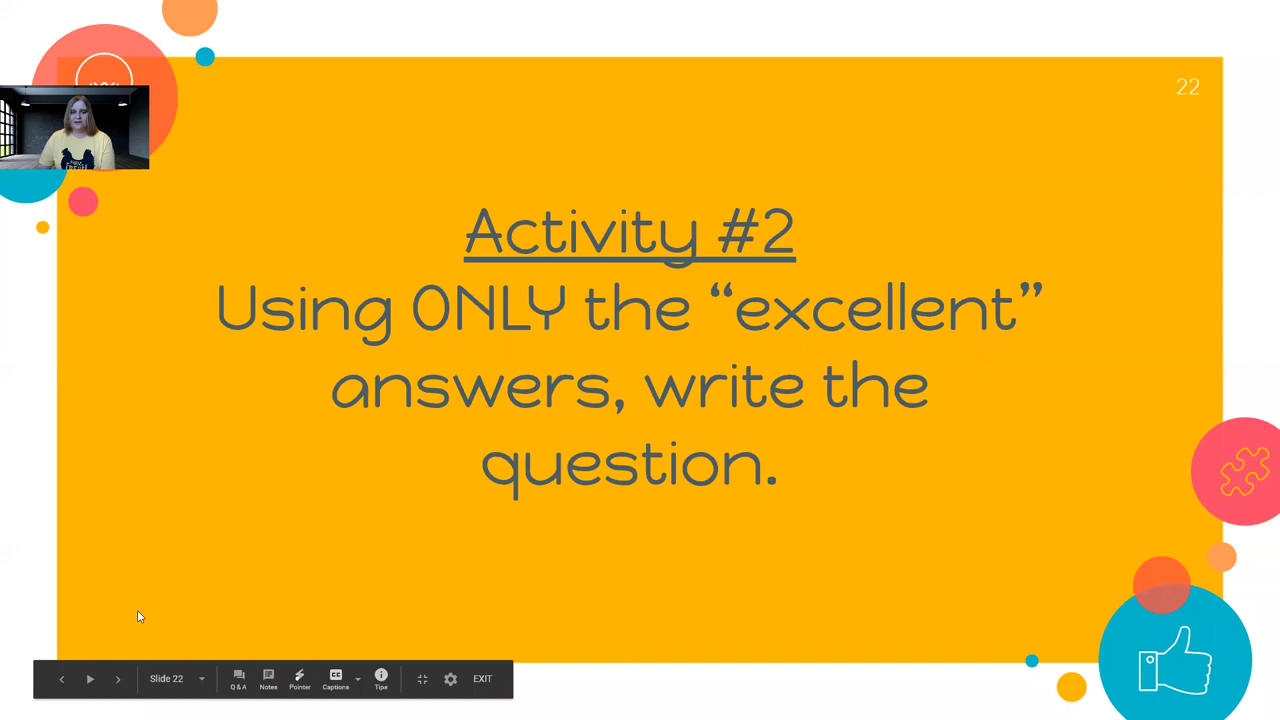 22
Activity #2
Using ONLY the “excellent”
answers, write the
question.
Slide 22
Q & A
Notes
Pointer
Captions
Tips
EXIT